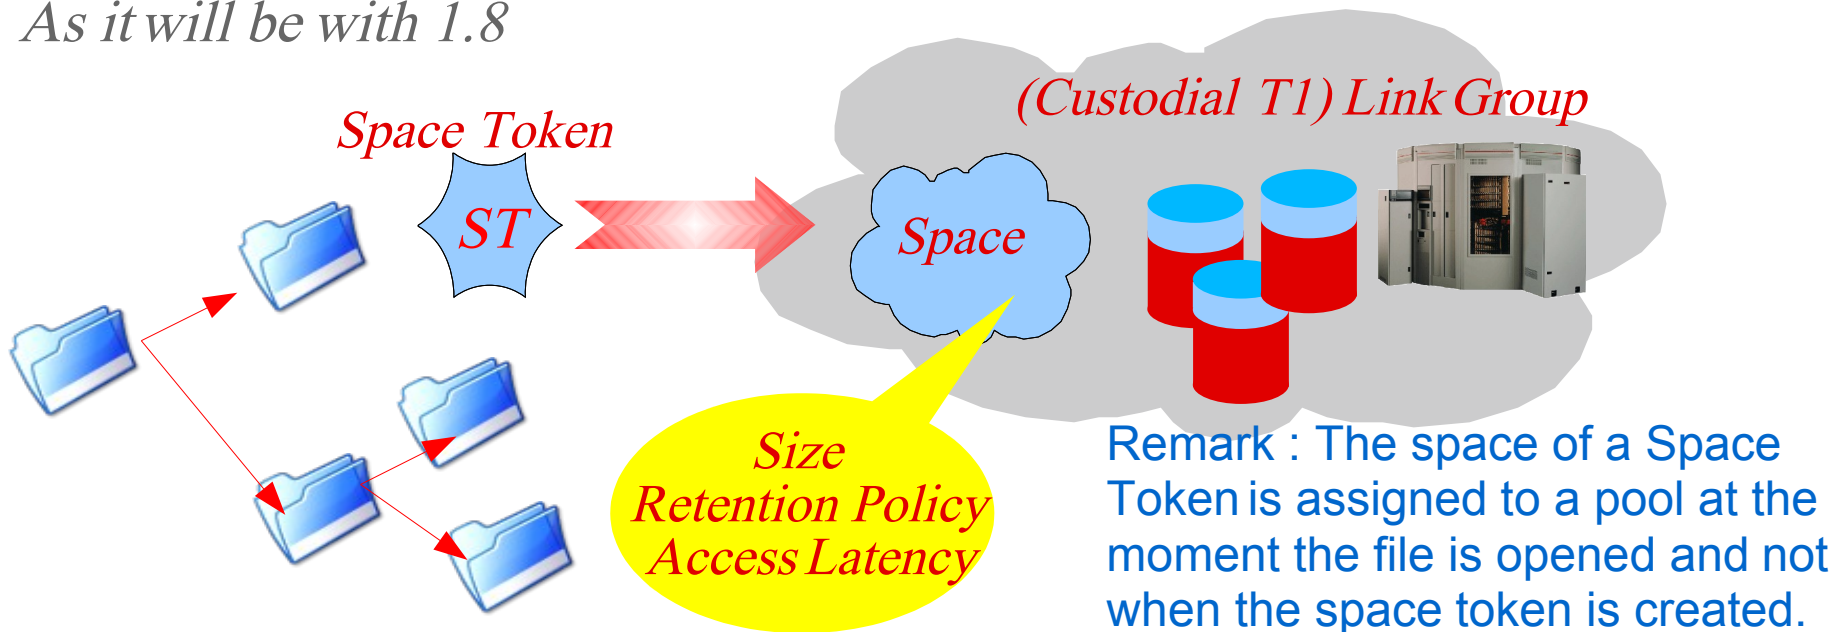 As it will be with 1.8
(Custodial T1) Link Group
Space Token
ST
Space
Size
Retention Policy
Access Latency
Remark : The space of a Space
Token is assigned to a pool at the
moment the file is opened and not
when the space token is created.